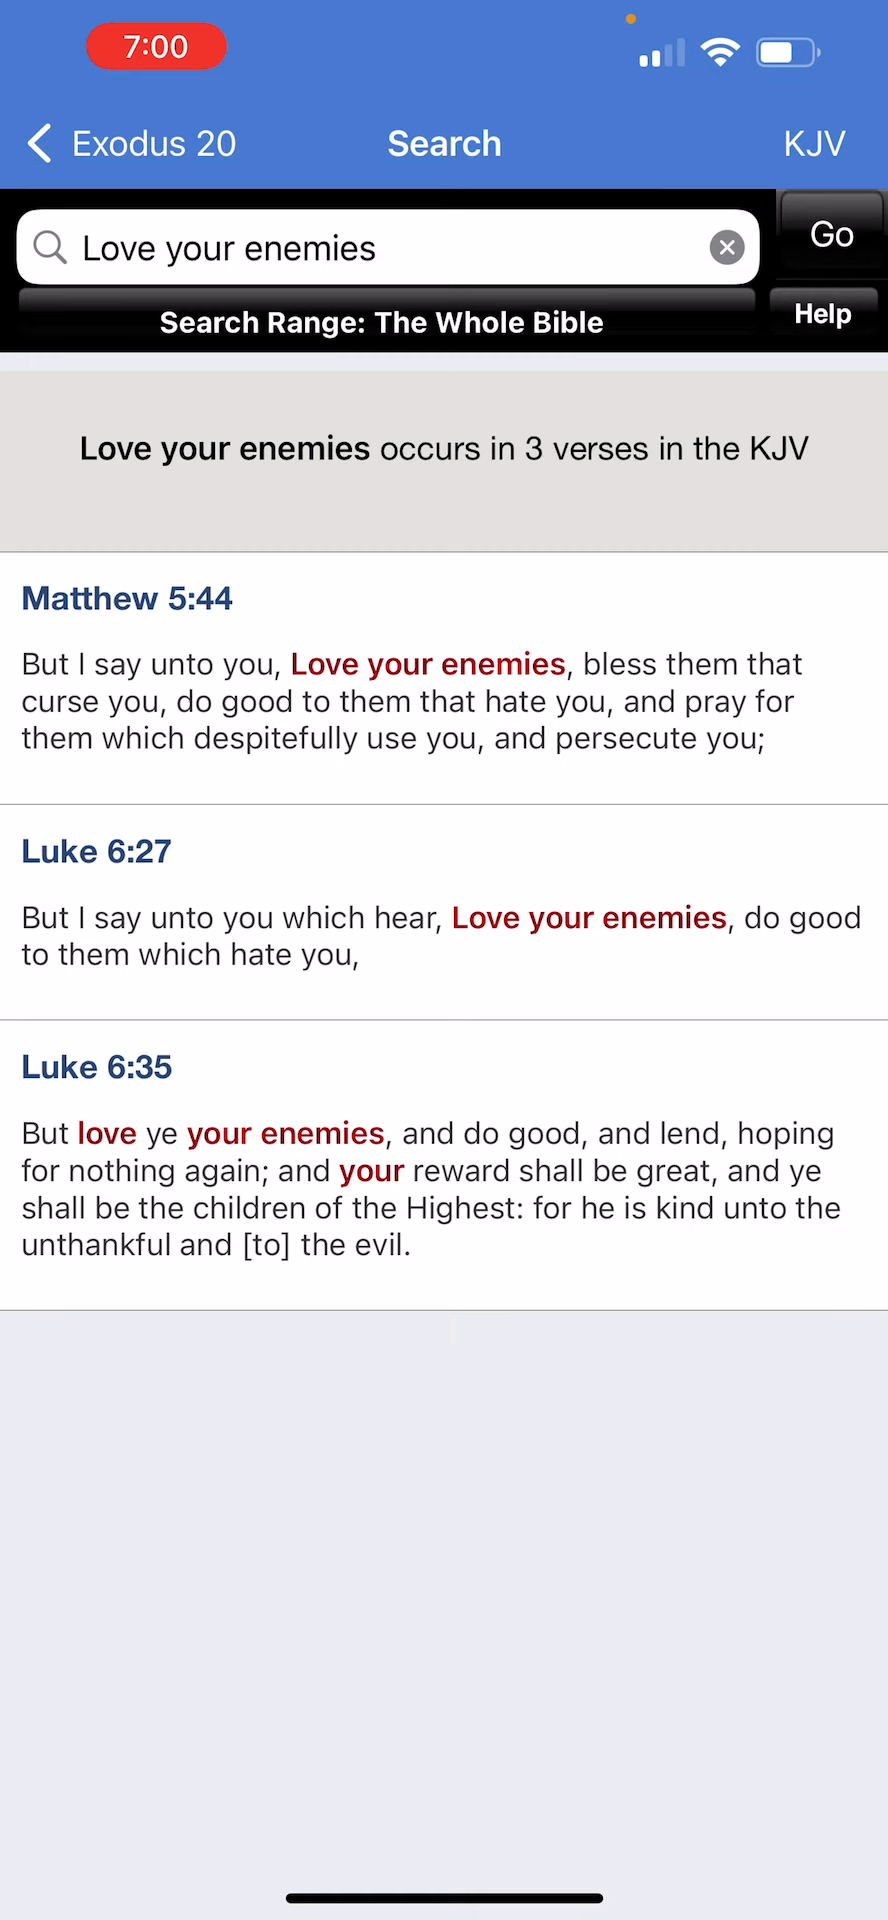 7:00
Exodus 20
Search
KJV
Love your enemies
Go
Search Range: The Whole Bible
Help
Love your enemies occurs in 3 verses in the KJV
Matthew 5:44
But I say unto you, Love your enemies, bless them that
curse you, do good to them that hate you, and pray for
them which despitefully use you, and persecute you;
Luke 6:27
But I say unto you which hear, Love your enemies, do good
to them which hate you,
Luke 6:35
But love ye your enemies, and do good, and lend, hoping
for nothing again; and your reward shall be great, and ye
shall be the children of the Highest: for he is kind unto the
unthankful and [to] the evil.